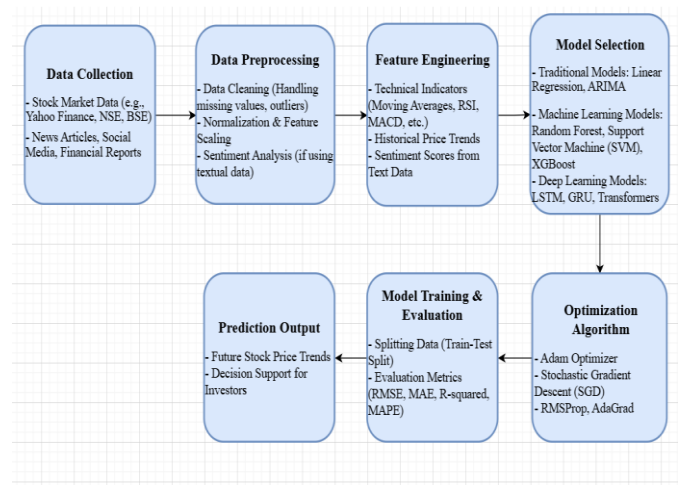 Data Collection
- Stock Market Data (e.g.,
Yahoo Finance, NSE, BSE)
- News Articles, Social
Media, Financial Reports
Data Preprocessing
- Data Cleaning (Handling
missing values, outliers)
- Normalization & Feature
Scaling
- Sentiment Analysis (if using
textual data)
Feature Engineering
- Technical Indicators
(Moving Averages, RSI,
MACD, etc.)
- Historical Price Trends
- Sentiment Scores from
Text Data
Model Selection
- Traditional Models: Linear
Regression, ARIMA
- Machine Learning Models:
Random Forest, Support
Vector Machine (SVM),
XGBoost
- Deep Learning Models:
LSTM, GRU, Transformers
Optimization
Algorithm
- Adam Optimizer
- Stochastic Gradient
Descent (SGD)
- RMSProp, AdaGrad
Model Training &
Evaluation
- Splitting Data (Train-Test
Split)
- Evaluation Metrics
(RMSE, MAE, R-squared,
MAPE)
Prediction Output
- Future Stock Price Trends
- Decision Support for
Investors